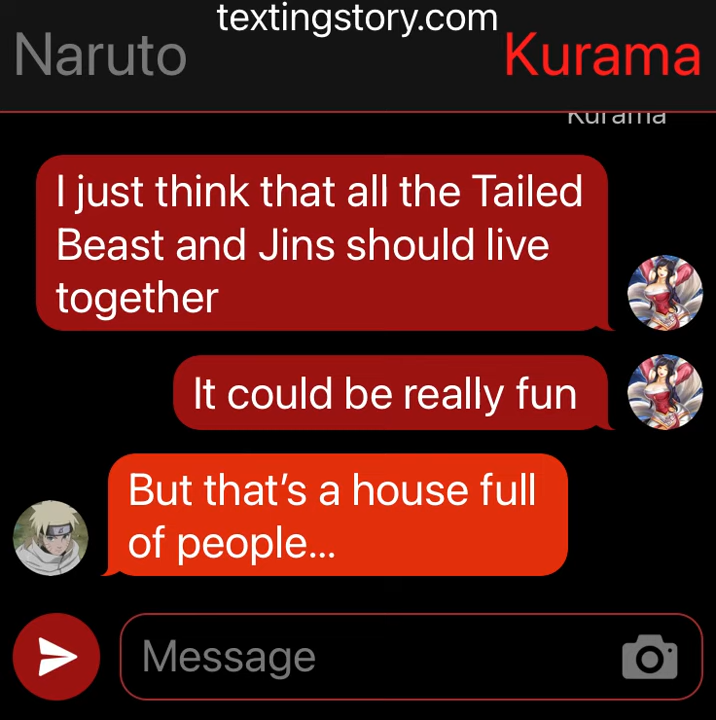 textingstory.com
Naruto
Kurama
Kurama
I just think that all the Tailed
Beast and Jins should live
together
It could be really fun
But that's a house full
of people...
Message